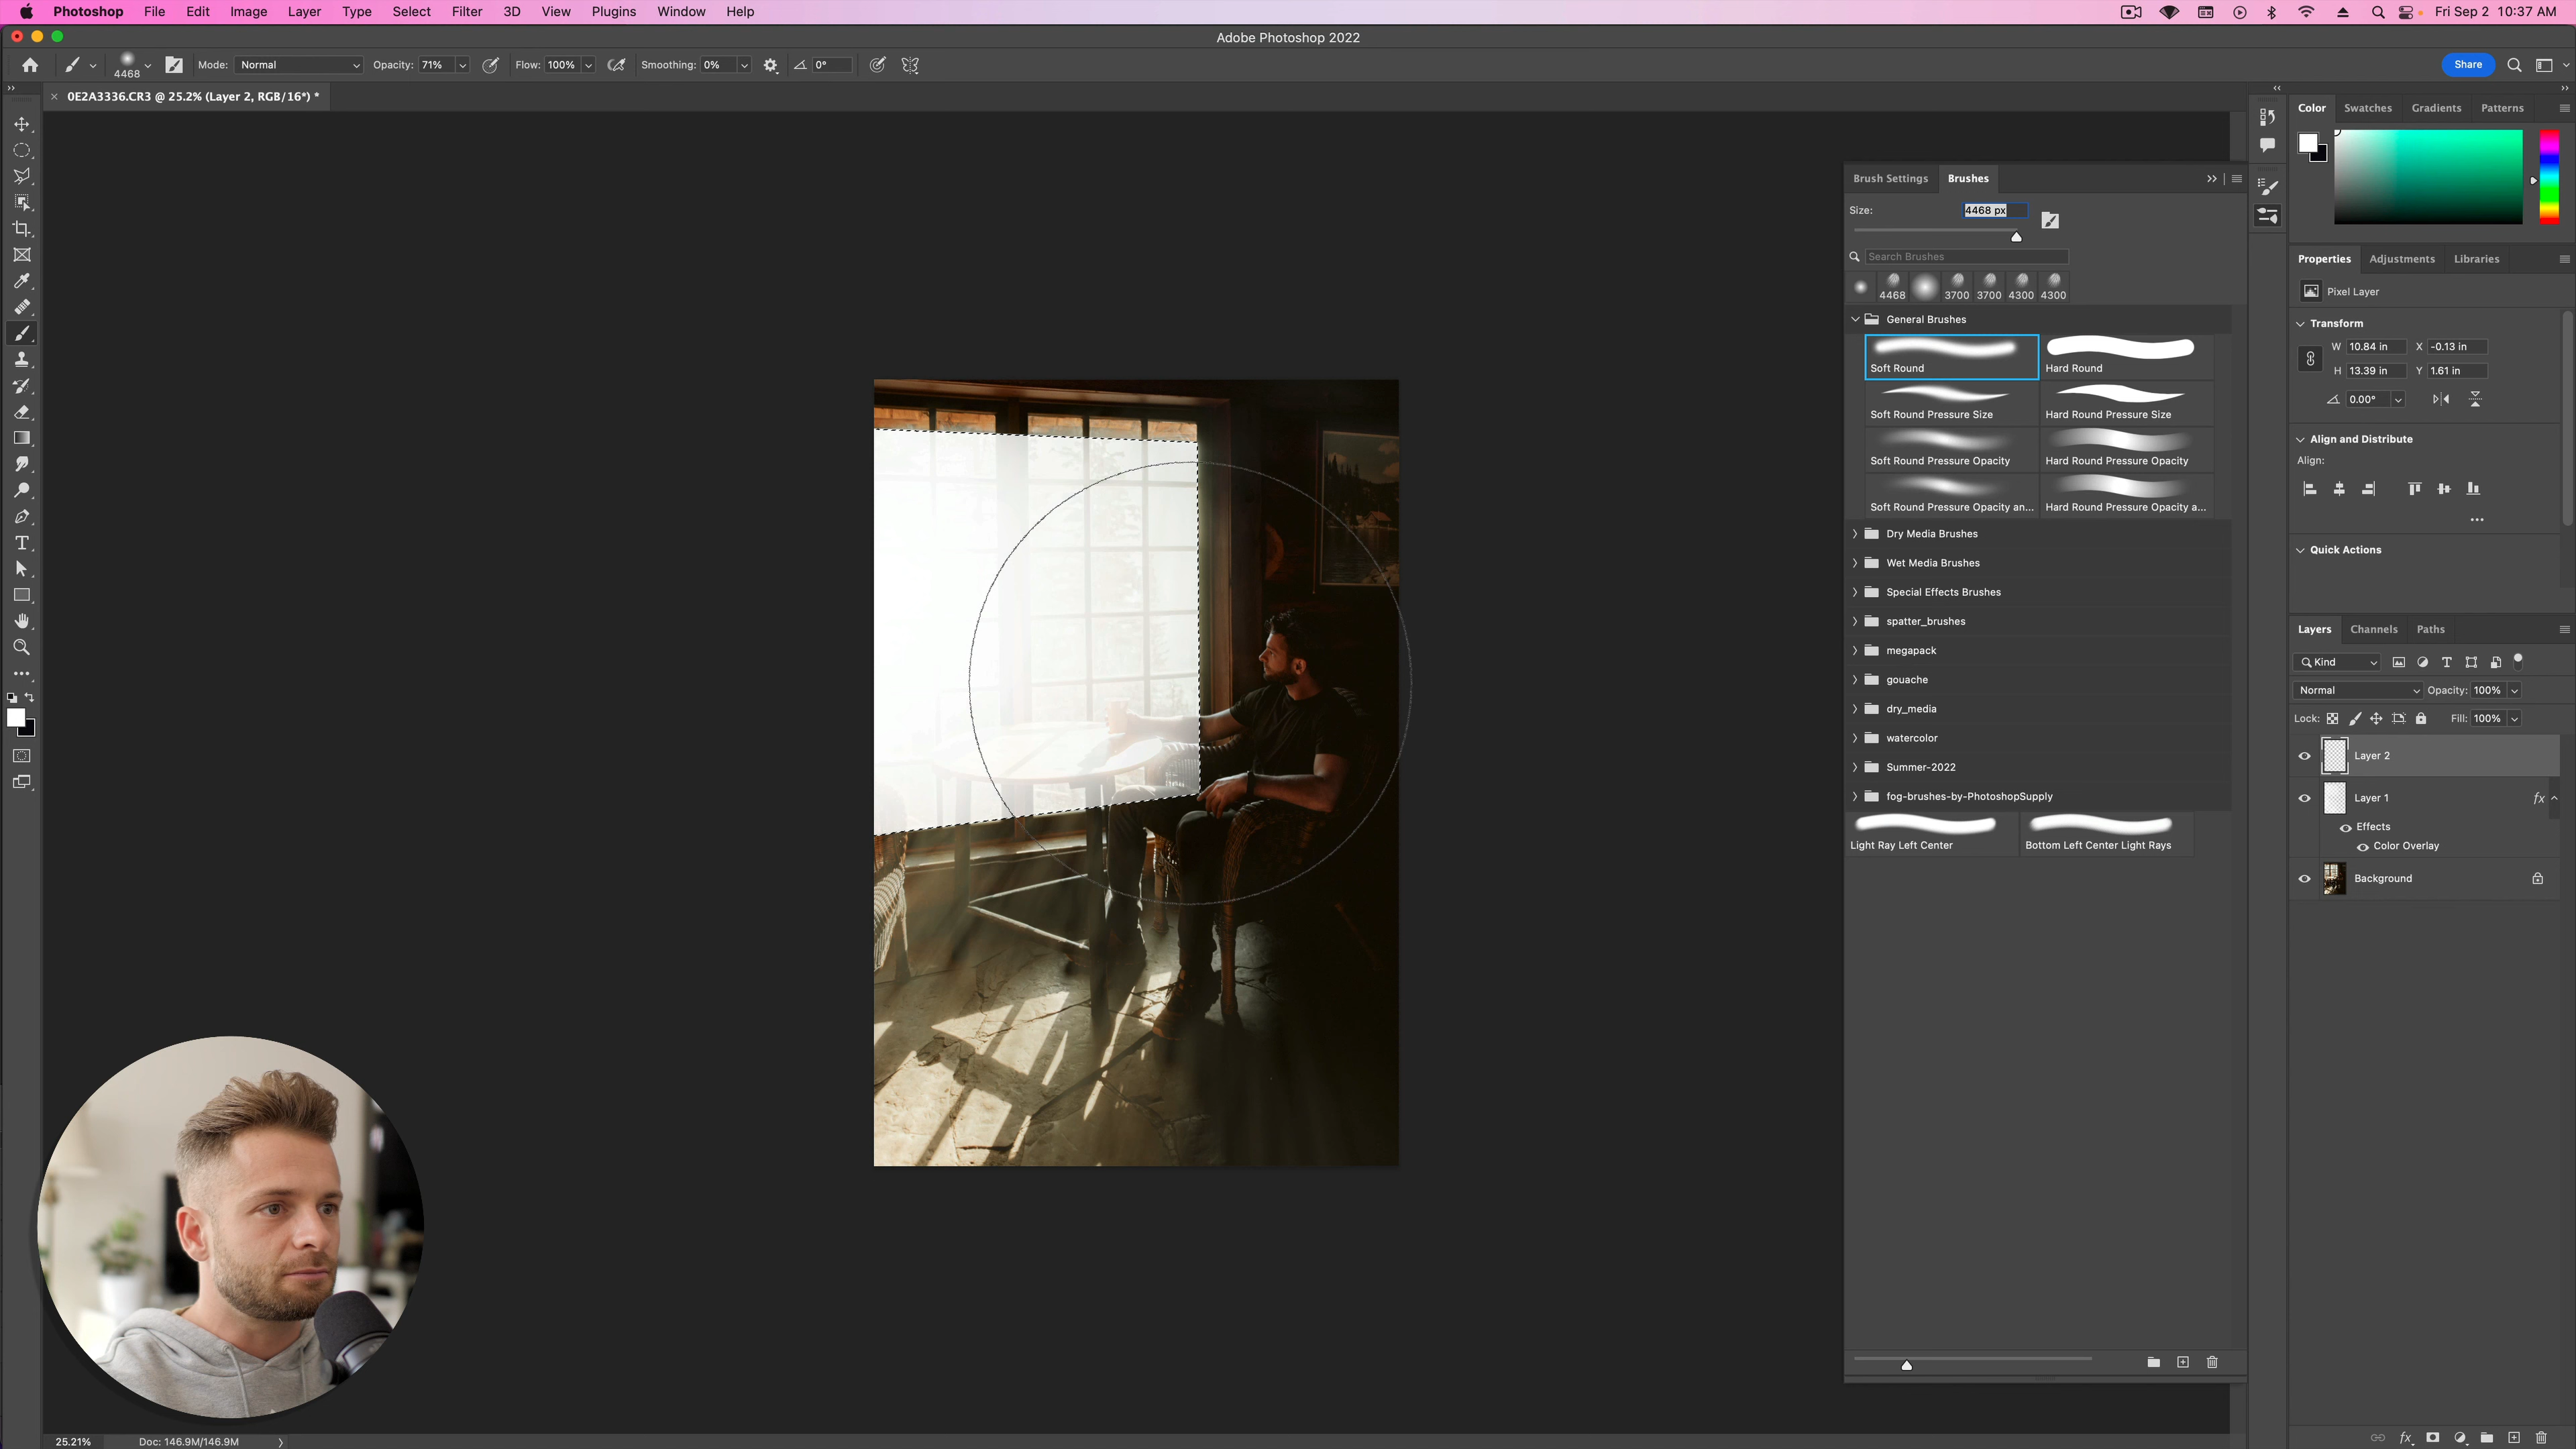 Photoshop File Edit Image Layer Type Select Filter 3D View Plugins Window Help Fri Sep 2 10:37 AM
Adobe Photoshop 2022
4468 Mode: Normal Opacity: 71% Flow: 100% Smoothing: 0% 0° Share
0E2A3336.CR3 @ 25.2% (Layer 2, RGB/16*) *
Brush Settings Brushes
Size: 4468 px
Search Brushes
4468 3700 3700 4300 4300
General Brushes
Soft Round Hard Round
Soft Round Pressure Size Hard Round Pressure Size
Soft Round Pressure Opacity Hard Round Pressure Opacity
Soft Round Pressure Opacity an... Hard Round Pressure Opacity a...
Dry Media Brushes
Wet Media Brushes
Special Effects Brushes
spatter_brushes
megapack
gouache
dry_media
watercolor
Summer-2022
fog-brushes-by-PhotoshopSupply
Light Ray Left Center Bottom Left Center Light Rays
Color Swatches Gradients Patterns
Properties Adjustments Libraries
Pixel Layer
Transform
W 10.84 in X -0.13 in
H 13.39 in Y 1.61 in
0.00°
Align and Distribute
Align:
Quick Actions
Layers Channels Paths
Kind
Normal Opacity: 100%
Lock: Fill: 100%
Layer 2
Layer 1 fx
Effects
Color Overlay
Background
fx
25.21% Doc: 146.9M/146.9M